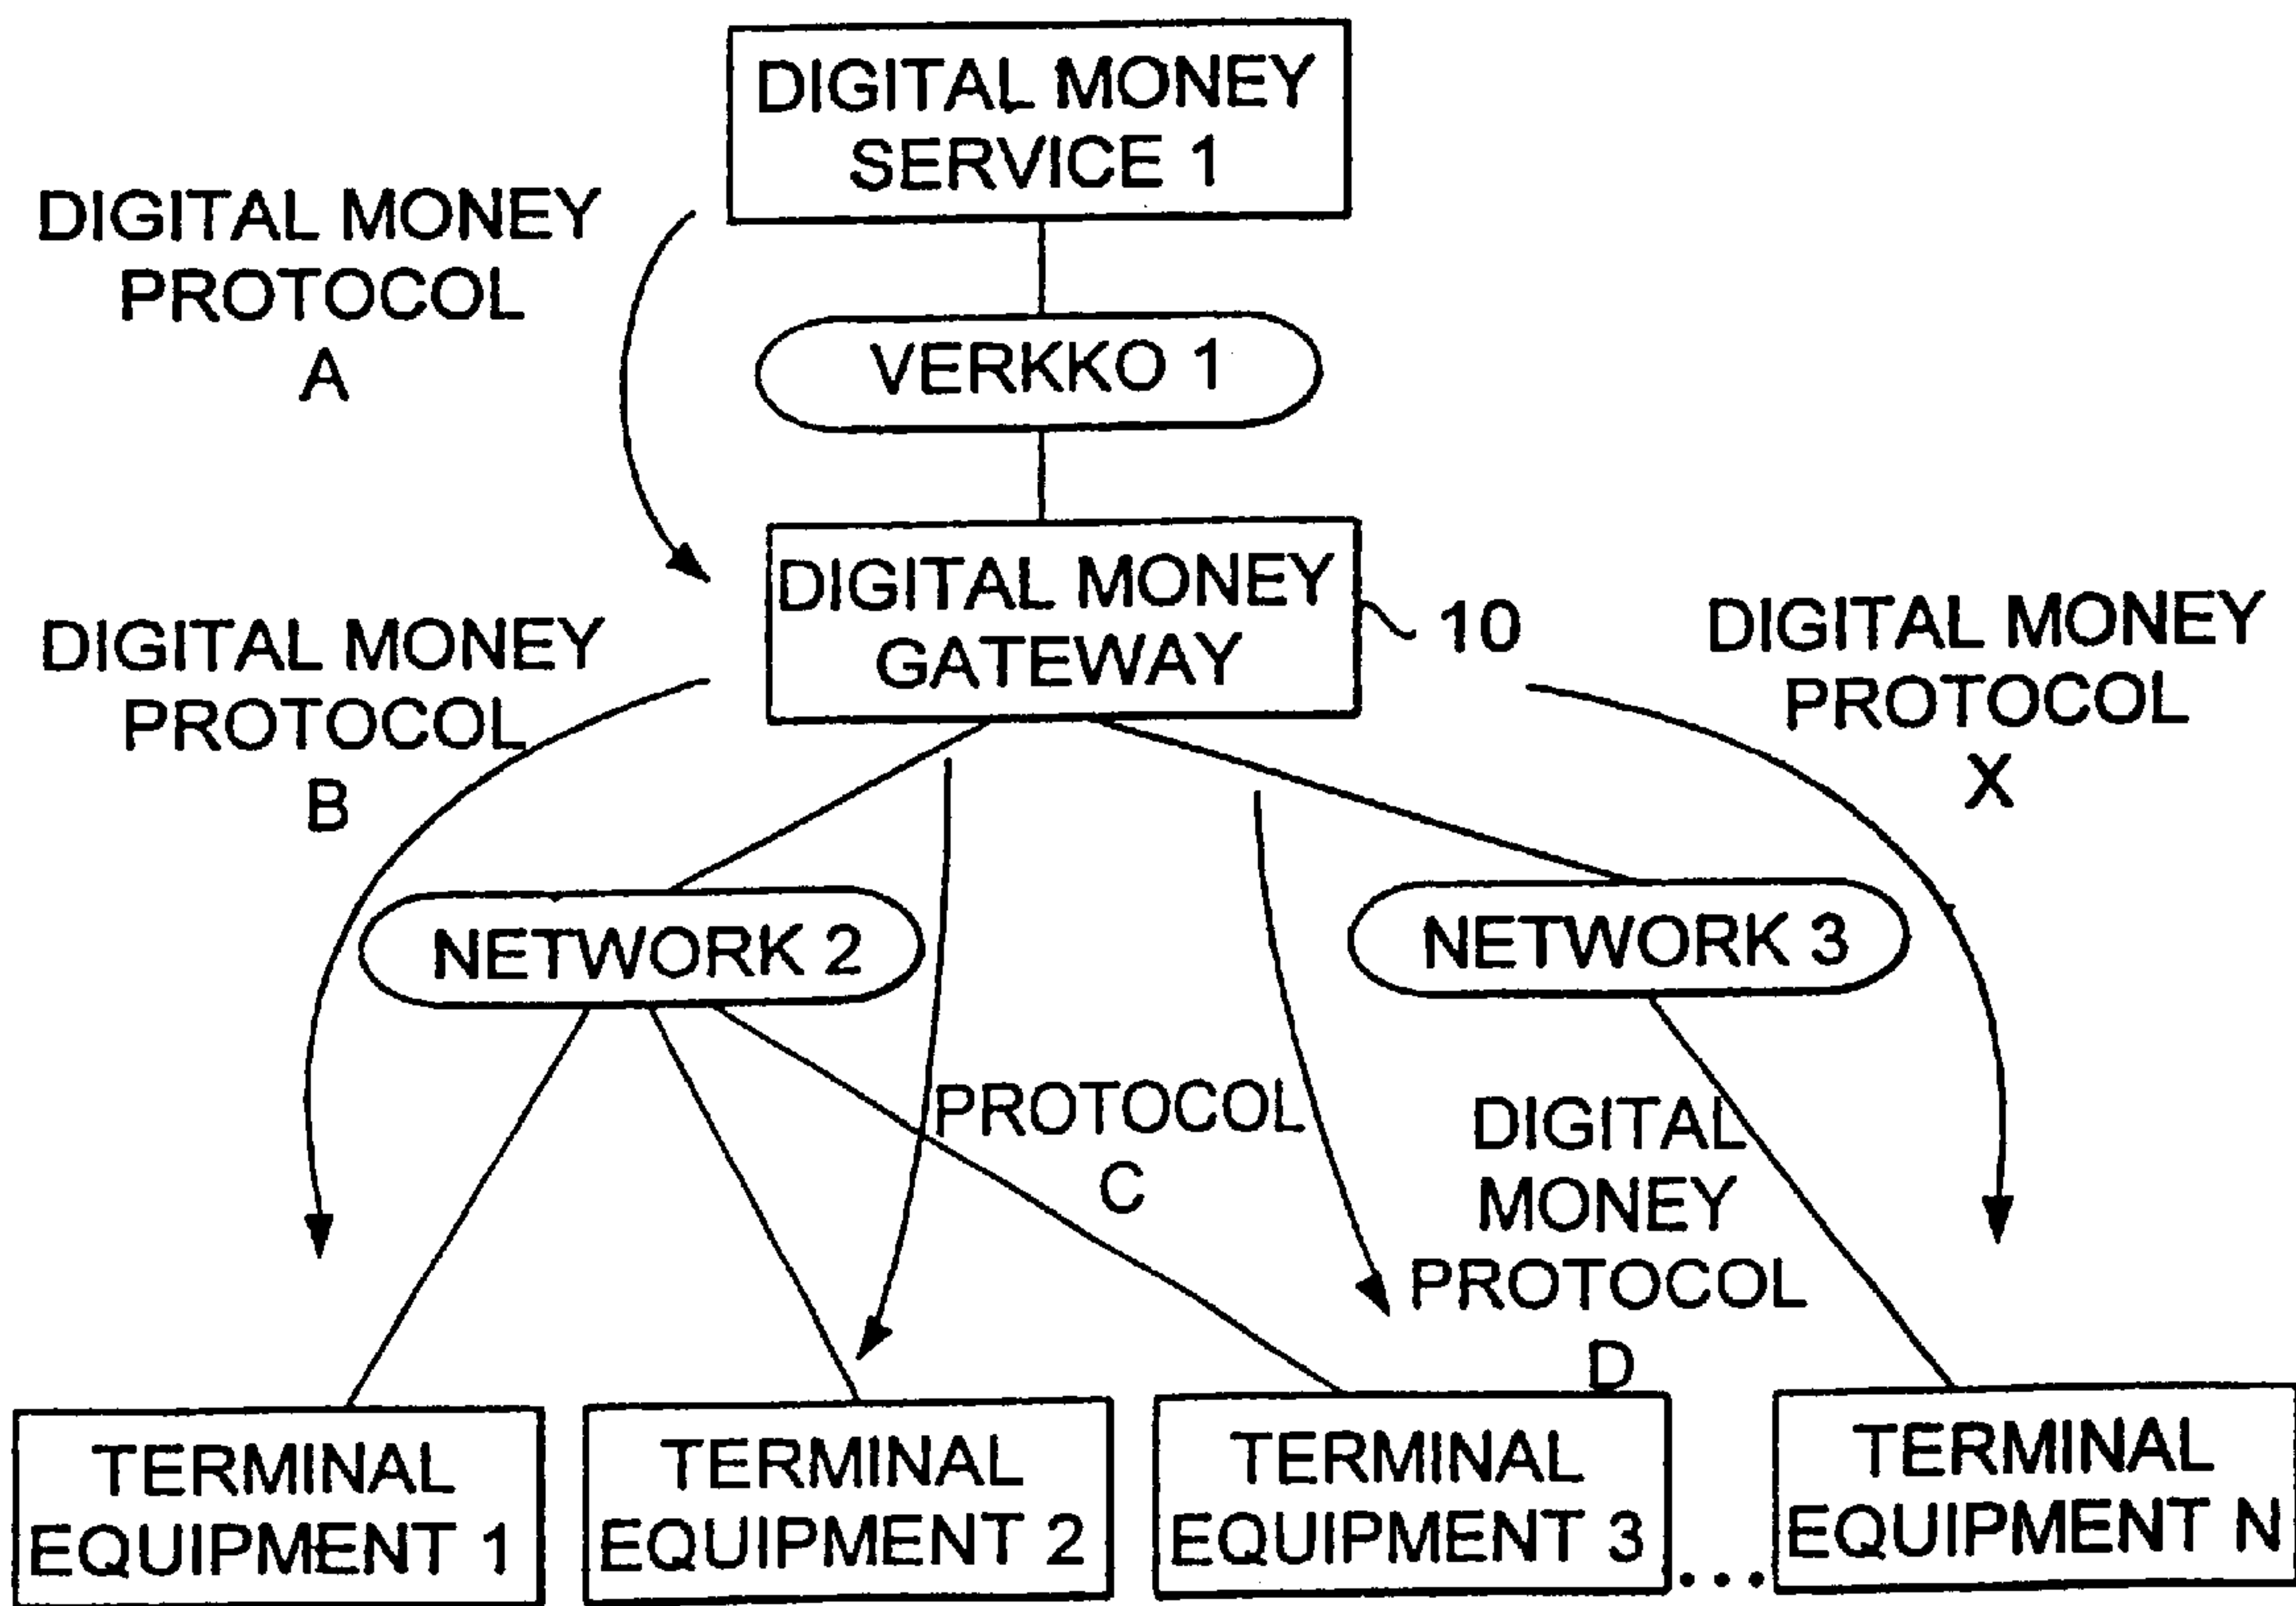 DIGITAL MONEY
SERVICE 1
DIGITAL MONEY
PROTOCOL
A
VERKKO 1
DIGITAL MONEY
GATEWAY
10
DIGITAL MONEY
PROTOCOL
B
DIGITAL MONEY
PROTOCOL
X
NETWORK 2
NETWORK 3
PROTOCOL
C
DIGITAL
MONEY
PROTOCOL
D
TERMINAL
EQUIPMENT 1
TERMINAL
EQUIPMENT 2
TERMINAL
EQUIPMENT 3
...
TERMINAL
EQUIPMENT N